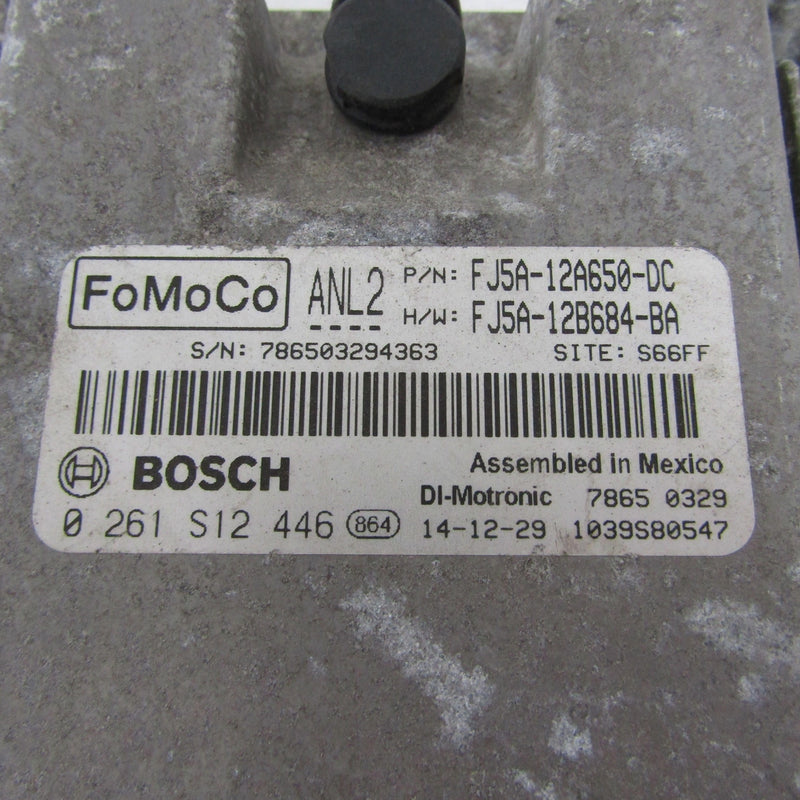 FoMoCo ANL2 P/N: FJ5A-12A650-DC
H/W: FJ5A-12B684-BA
S/N: 786503294363 SITE: S66FF
BOSCH Assembled in Mexico
DI-Motronic 7865 0329
0 261 S12 446 864 14-12-29 1039S80547